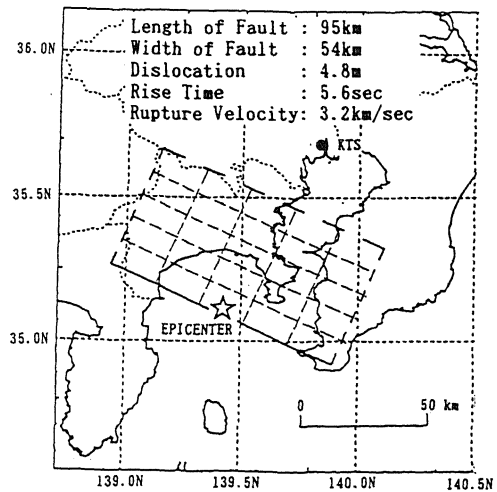 Length of Fault : 95km
36.0N
Width of Fault : 54km
Dislocation : 4.8m
Rise Time : 5.6sec
Rupture Velocity: 3.2km/sec
KTS
35.5N
EPICENTER
35.0N
0 50 km
139.0N 139.5N 140.0N 140.5N